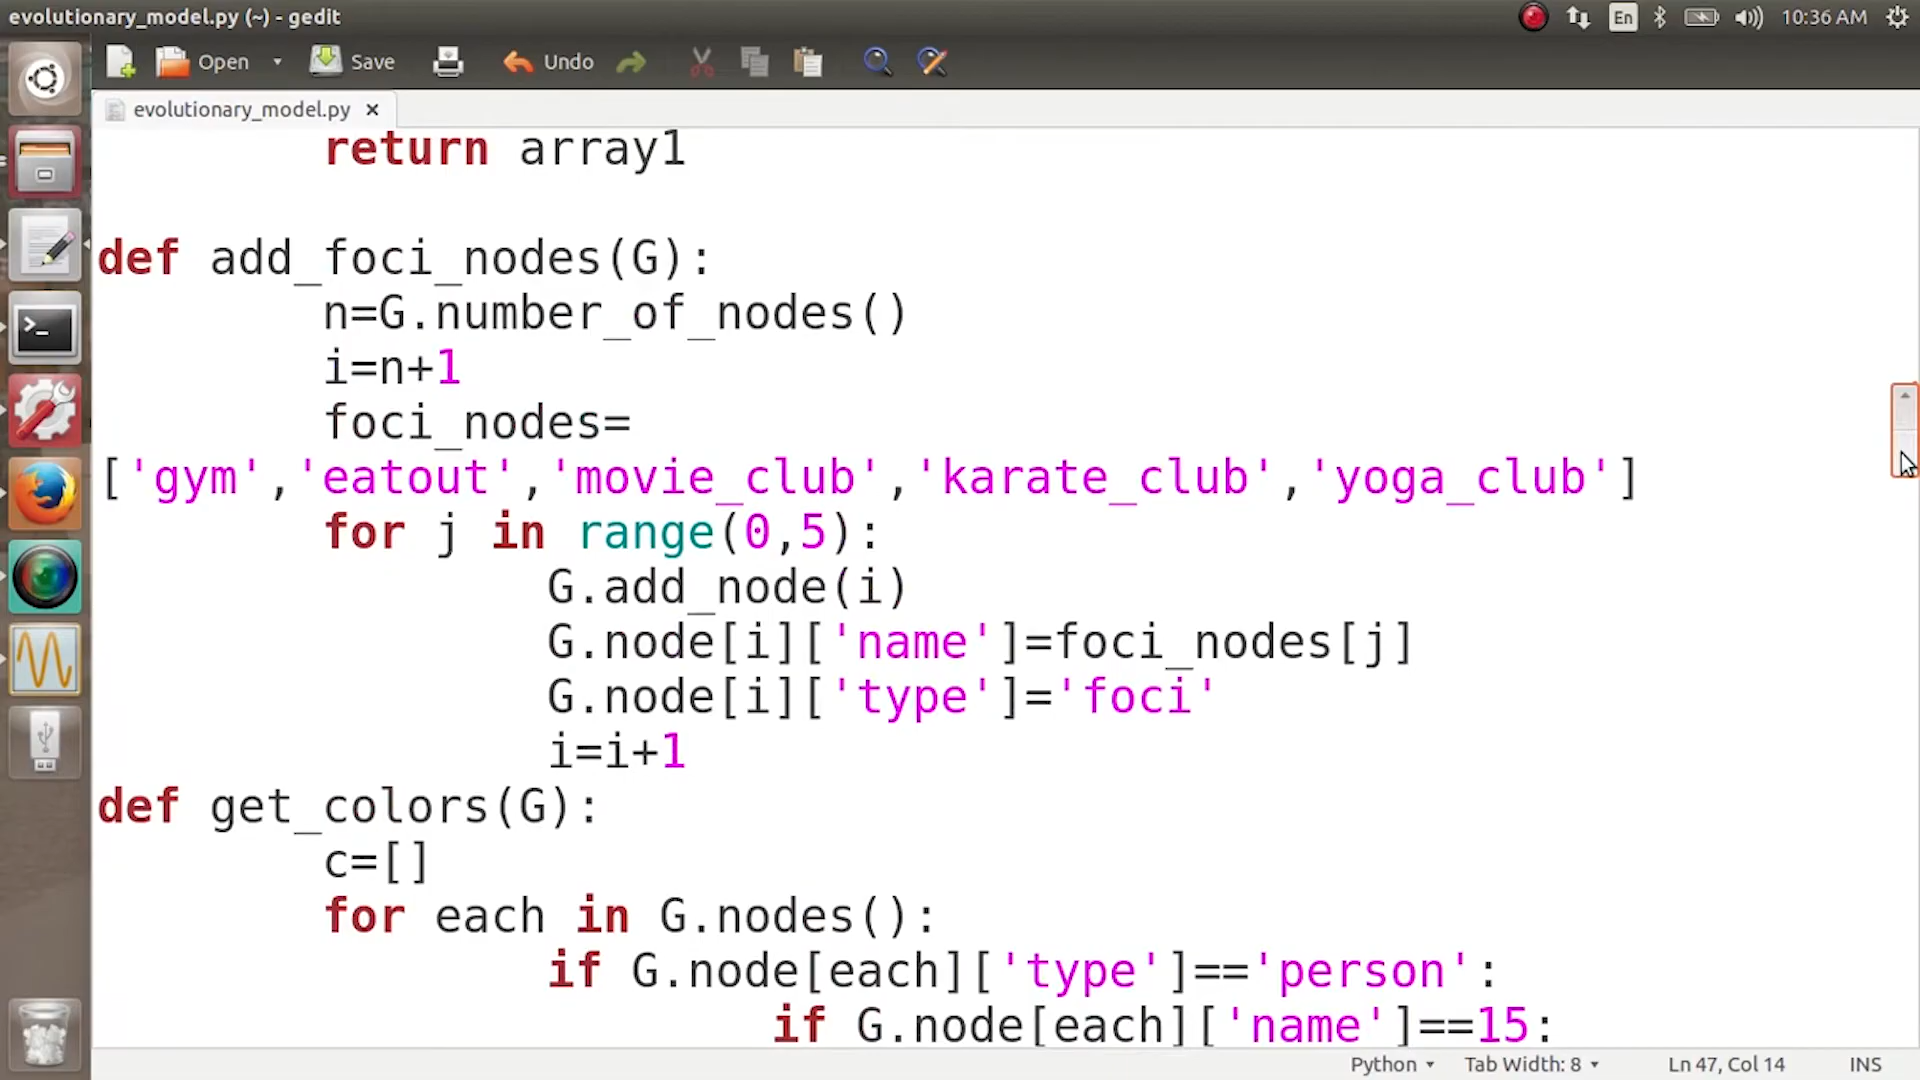 evolutionary_model.py (~) - gedit
En
10:36 AM
Open
Save
Undo
evolutionary_model.py ×
return array1
def add_foci_nodes(G):
n=G.number_of_nodes()
i=n+1
foci_nodes=
['gym','eatout','movie_club','karate_club','yoga_club']
for j in range(0,5):
G.add_node(i)
G.node[i]['name']=foci_nodes[j]
G.node[i]['type']='foci'
i=i+1
def get_colors(G):
c=[]
for each in G.nodes():
if G.node[each]['type']=='person':
if G.node[each]['name']==15:
Python
Tab Width: 8
Ln 47, Col 14
INS